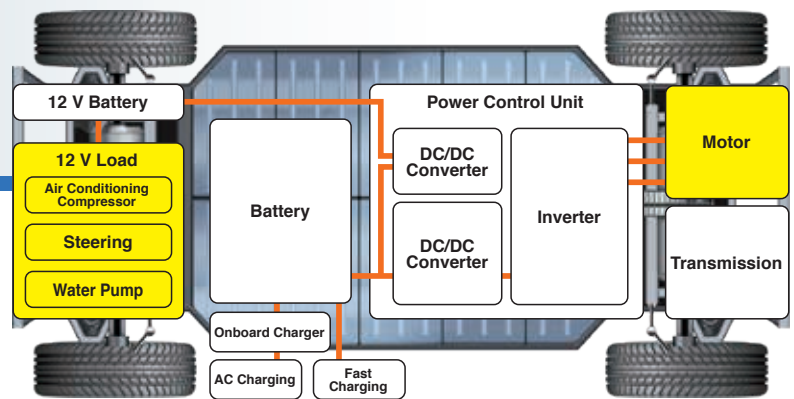 12 V Battery
12 V Load
Air Conditioning
Compressor
Steering
Water Pump
Battery
Onboard Charger
AC Charging
Fast
Charging
Power Control Unit
DC/DC
Converter
DC/DC
Converter
Inverter
Motor
Transmission